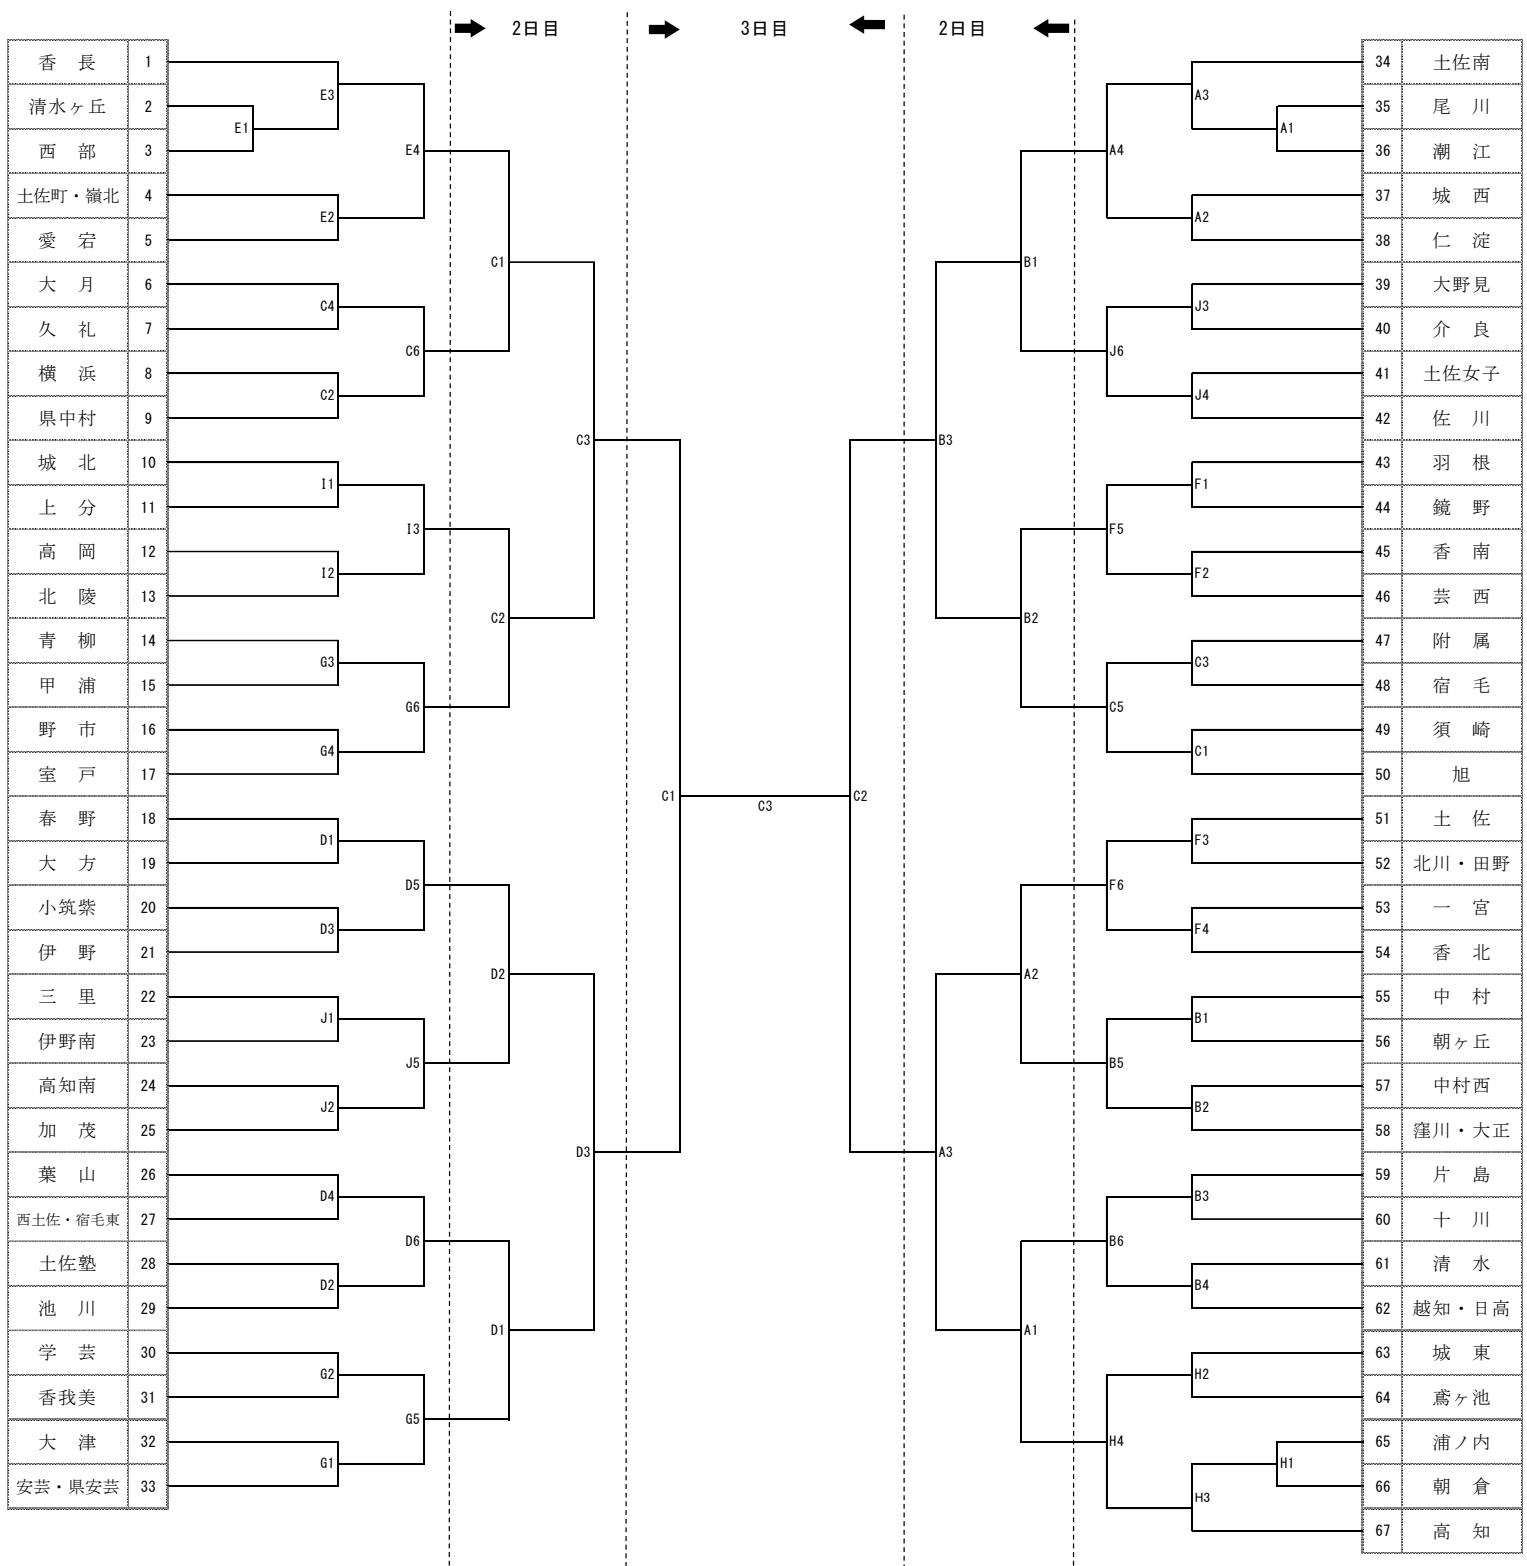 2日目 3日目 2日目
香 長 1
清水ヶ丘 2
西 部 3
土佐町・嶺北 4
愛 宕 5
大 月 6
久 礼 7
横 浜 8
県中村 9
城 北 10
上 分 11
高 岡 12
北 陵 13
青 柳 14
甲 浦 15
野 市 16
室 戸 17
春 野 18
大 方 19
小筑紫 20
伊 野 21
三 里 22
伊野南 23
高知南 24
加 茂 25
葉 山 26
西土佐・宿毛東 27
土佐塾 28
池 川 29
学 芸 30
香我美 31
大 津 32
安芸・県安芸 33
E3
E1
E4
E2
C1
C4
C6
C2
C3
I1
I3
I2
C2
G3
G6
G4
C1
D1
D5
D3
D2
J1
J5
J2
D3
D4
D6
D2
D1
G2
G5
G1
C3
C2
A3
A1
A4
A2
B1
J3
J6
J4
B3
F1
F5
F2
B2
C3
C5
C1
F3
F6
F4
A2
B1
B5
B2
A3
B3
B6
B4
A1
H2
H4
H1
H3
34 土佐南
35 尾 川
36 潮 江
37 城 西
38 仁 淀
39 大野見
40 介 良
41 土佐女子
42 佐 川
43 羽 根
44 鏡 野
45 香 南
46 芸 西
47 附 属
48 宿 毛
49 須 崎
50 旭
51 土 佐
52 北川・田野
53 一 宮
54 香 北
55 中 村
56 朝ヶ丘
57 中村西
58 窪川・大正
59 片 島
60 十 川
61 清 水
62 越知・日高
63 城 東
64 鳶ヶ池
65 浦ノ内
66 朝 倉
67 高 知